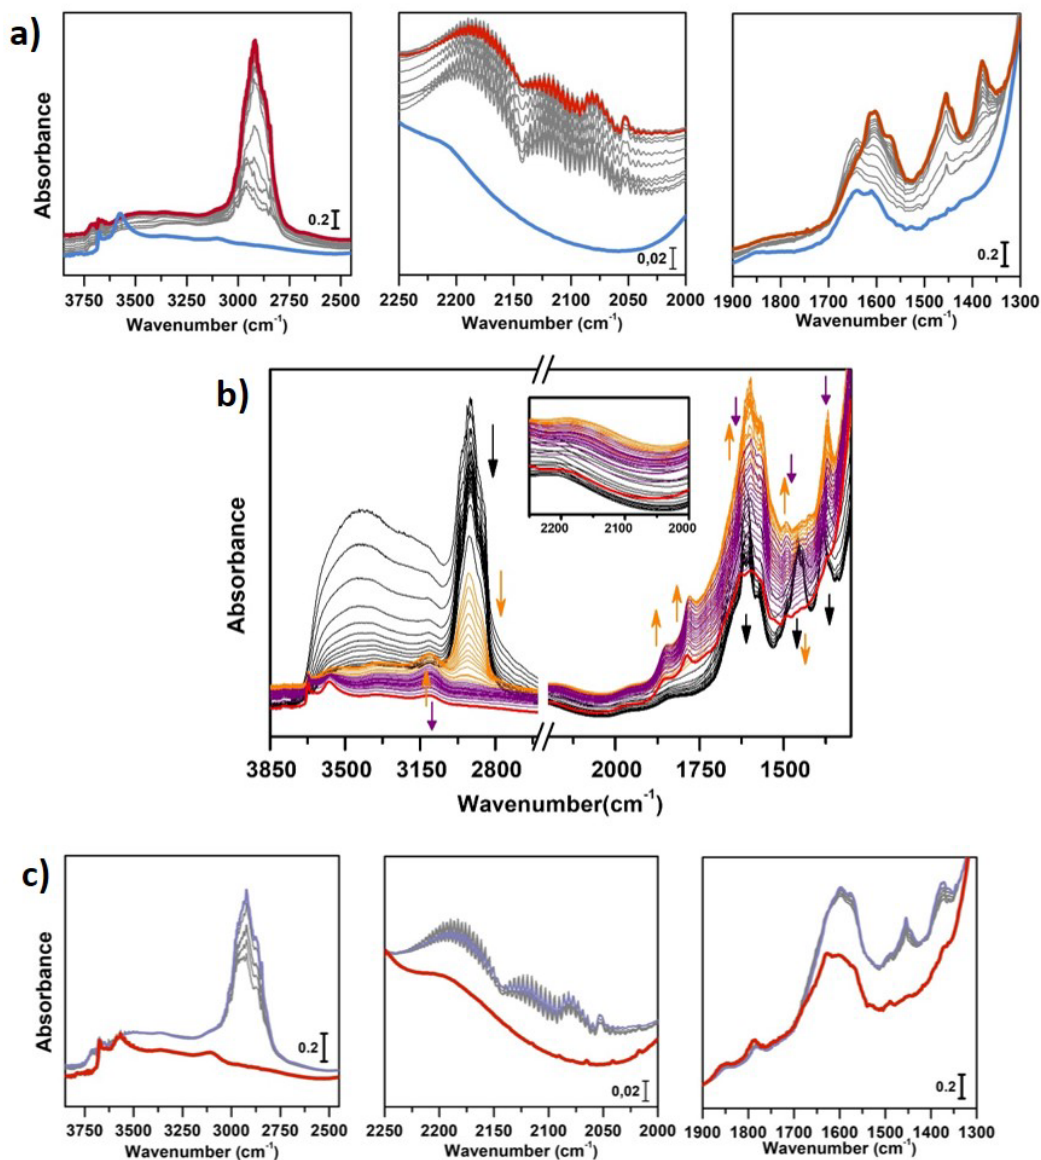 a)
Absorbance
0.2
3750 3500 3250 3000 2750 2500
Wavenumber (cm-1)
0,02
2250 2200 2150 2100 2050 2000
Wavenumber (cm-1)
0.2
1900 1800 1700 1600 1500 1400 1300
Wavenumber (cm-1)
b)
Absorbance
2200 2100 2000
3850 3500 3150 2800 2000 1750 1500
Wavenumber(cm-1)
c)
Absorbance
0.2
3750 3500 3250 3000 2750 2500
Wavenumber (cm-1)
0,02
2250 2200 2150 2100 2050 2000
Wavenumber (cm-1)
0.2
1900 1800 1700 1600 1500 1400 1300
Wavenumber (cm-1)